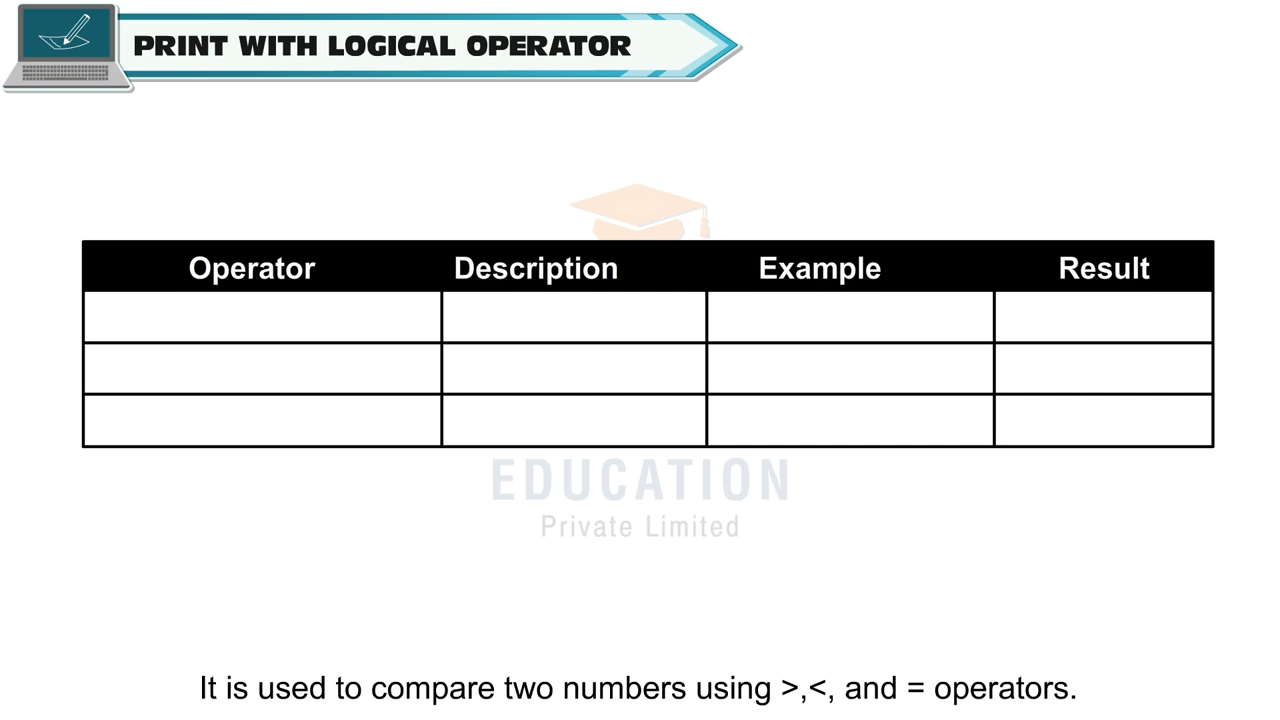 PRINT WITH LOGICAL OPERATOR
Operator Description Example Result
EDUCATION
Private Limited
It is used to compare two numbers using >,<, and = operators.